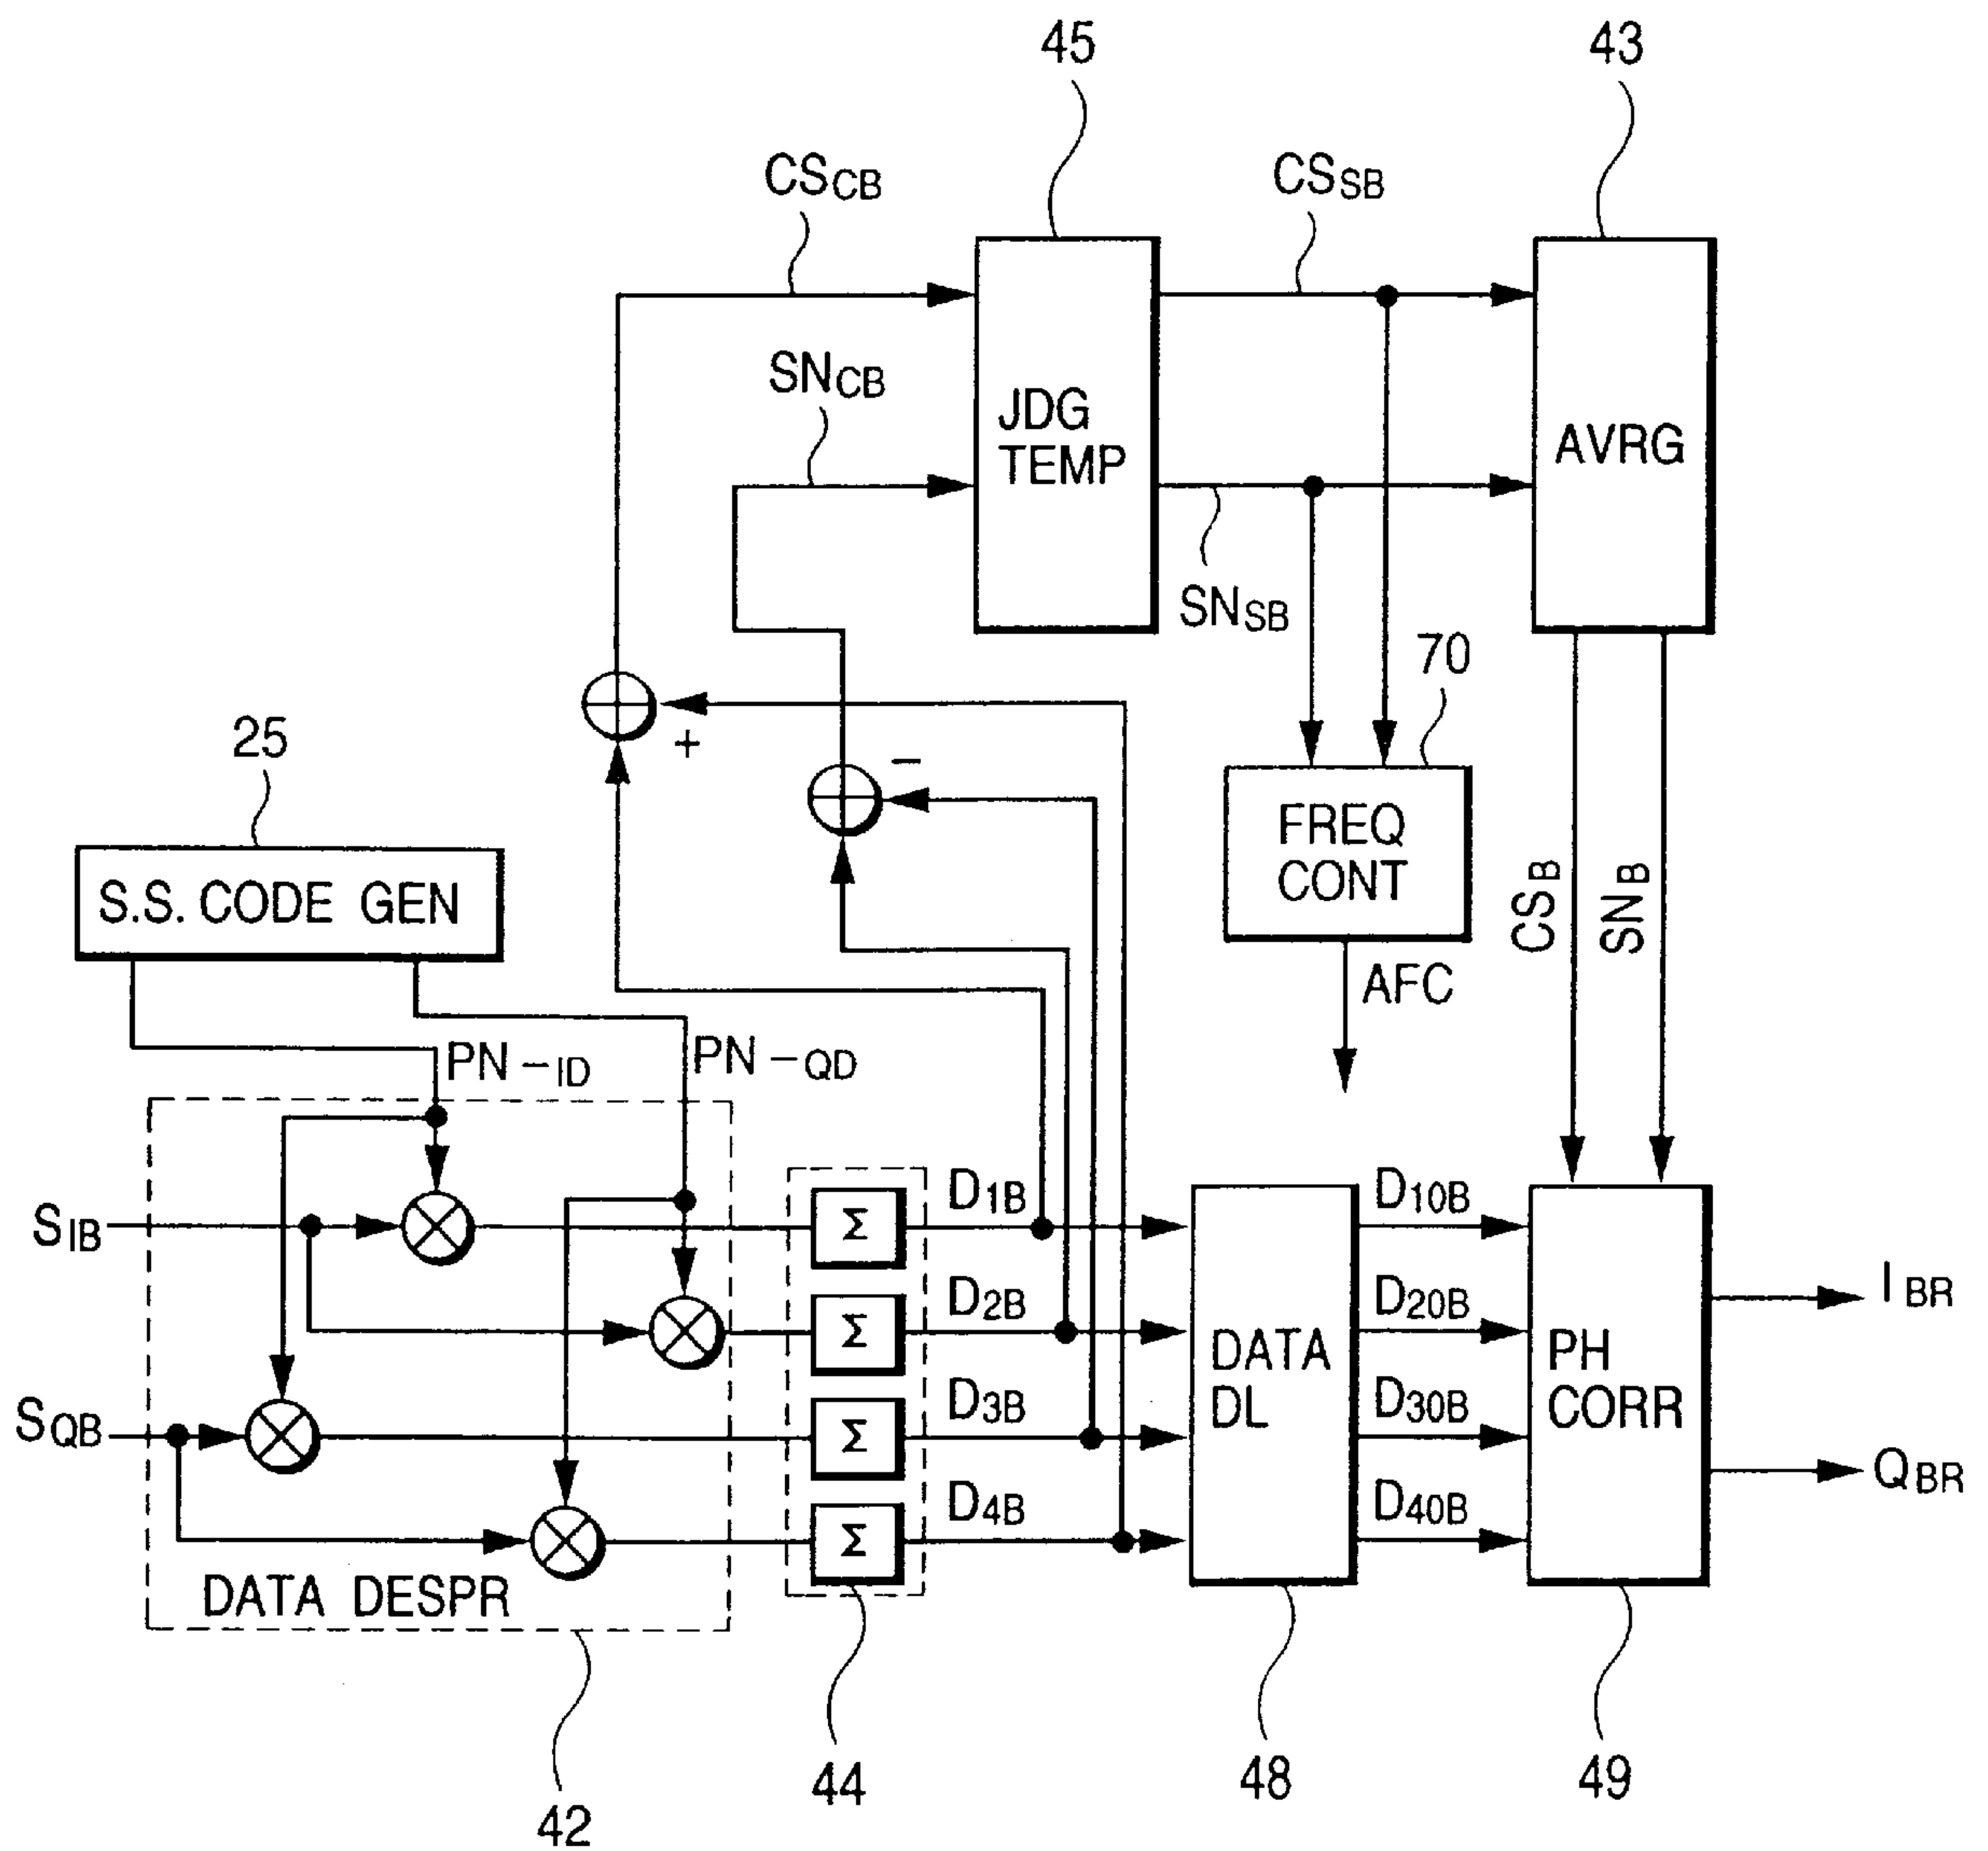 45
43
CSCB
CSSB
SNCB
JDG
TEMP
AVRG
SNSB
70
+
−
25
S.S. CODE GEN
FREQ
CONT
CSB
SNB
AFC
PN-ID
PN-QD
SIB
Σ
D1B
D10B
IBR
Σ
D2B
DATA
DL
D20B
PH
CORR
SQB
Σ
D3B
D30B
QBR
Σ
D4B
D40B
DATA DESPR
42
44
48
49